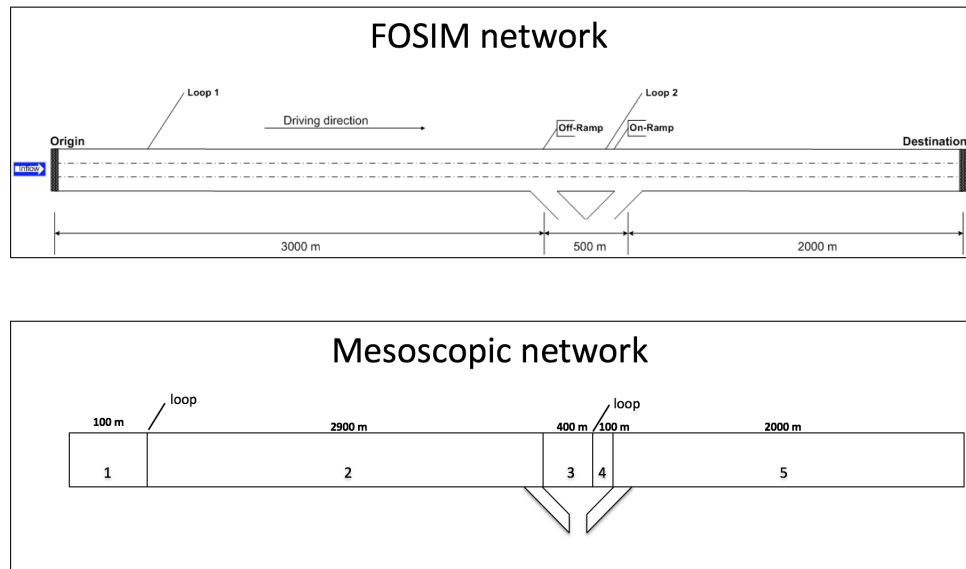 FOSIM network
Loop 1
Loop 2
Driving direction
Off-Ramp
On-Ramp
Origin
Destination
Inflow
3000 m
500 m
2000 m
Mesoscopic network
loop
loop
100 m
2900 m
400 m
100 m
2000 m
1
2
3
4
5